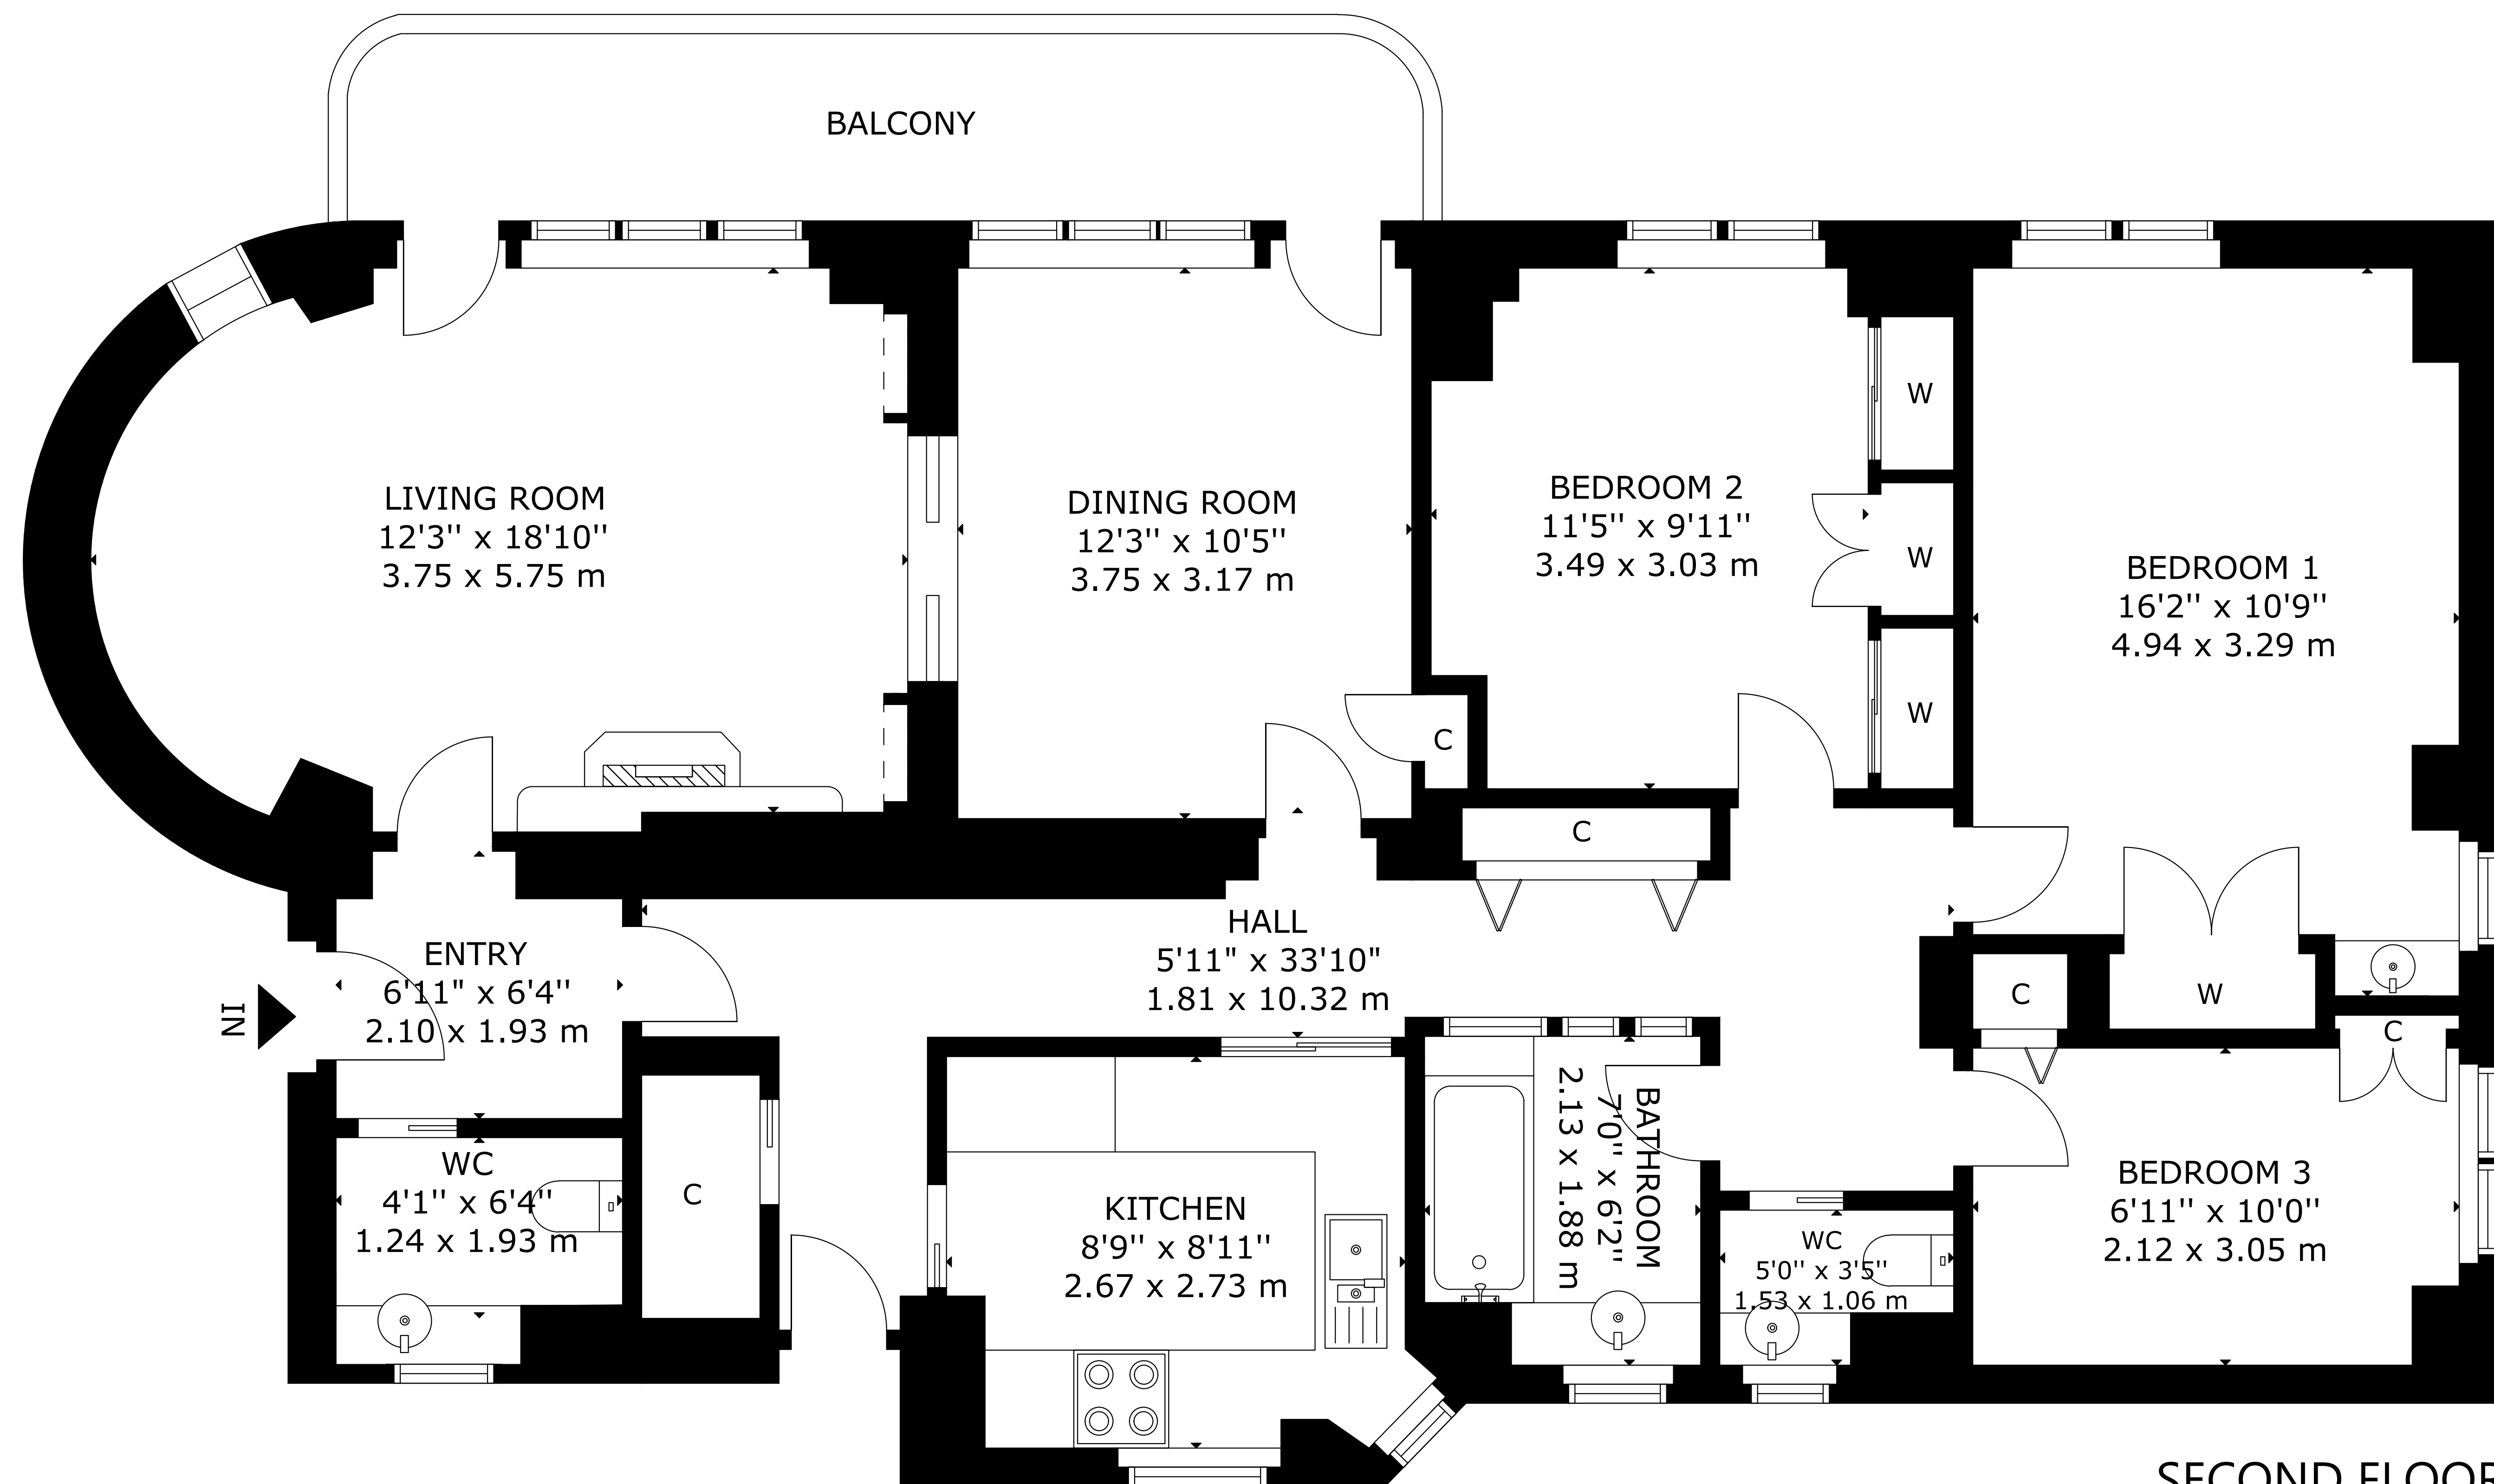 BALCONY
LIVING ROOM
12'3'' x 18'10''
3.75 x 5.75 m
DINING ROOM
12'3'' x 10'5''
3.75 x 3.17 m
BEDROOM 2
11'5'' x 9'11''
3.49 x 3.03 m
W
W
W
BEDROOM 1
16'2'' x 10'9''
4.94 x 3.29 m
C
C
HALL
5'11" x 33'10"
1.81 x 10.32 m
ENTRY
6'11" x 6'4''
2.10 x 1.93 m
IN
C
W
C
WC
4'1'' x 6'4''
1.24 x 1.93 m
C
KITCHEN
8'9'' x 8'11''
2.67 x 2.73 m
BATHROOM
7'0'' x 6'2''
2.13 x 1.88 m
WC
5'0'' x 3'5''
1.53 x 1.06 m
BEDROOM 3
6'11'' x 10'0''
2.12 x 3.05 m
SECOND FLOOR